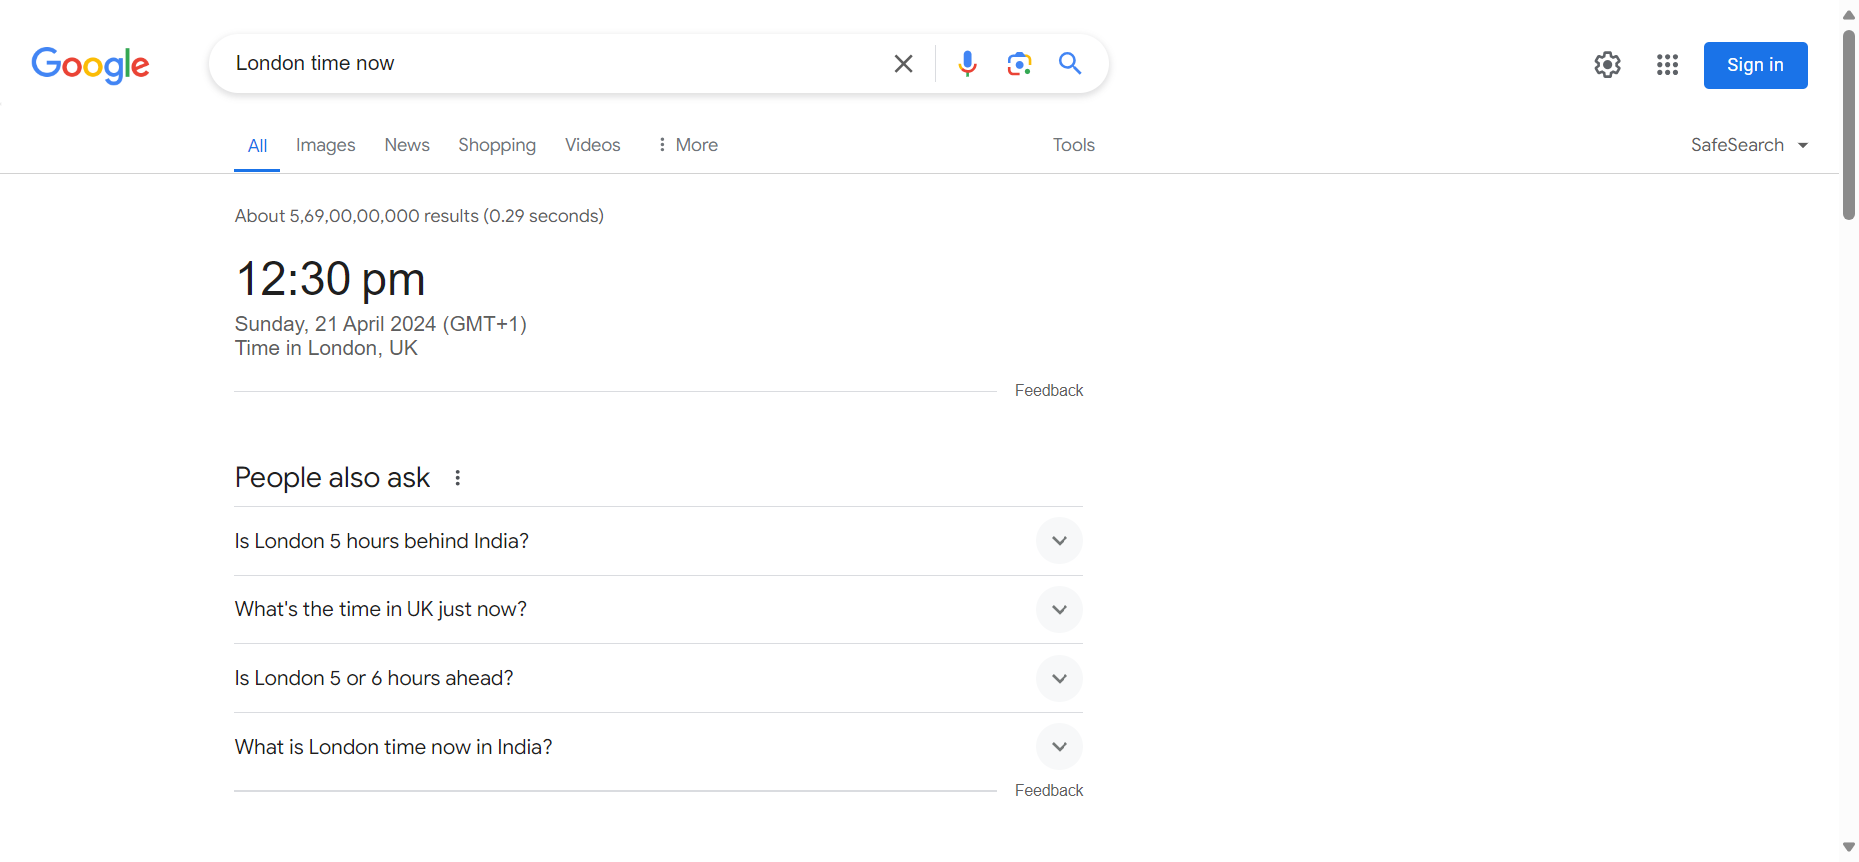 Google
London time now
Sign in
All
Images
News
Shopping
Videos
More
Tools
SafeSearch
About 5,69,00,00,000 results (0.29 seconds)
12:30 pm
Sunday, 21 April 2024 (GMT+1)
Time in London, UK
Feedback
People also ask
Is London 5 hours behind India?
What's the time in UK just now?
Is London 5 or 6 hours ahead?
What is London time now in India?
Feedback